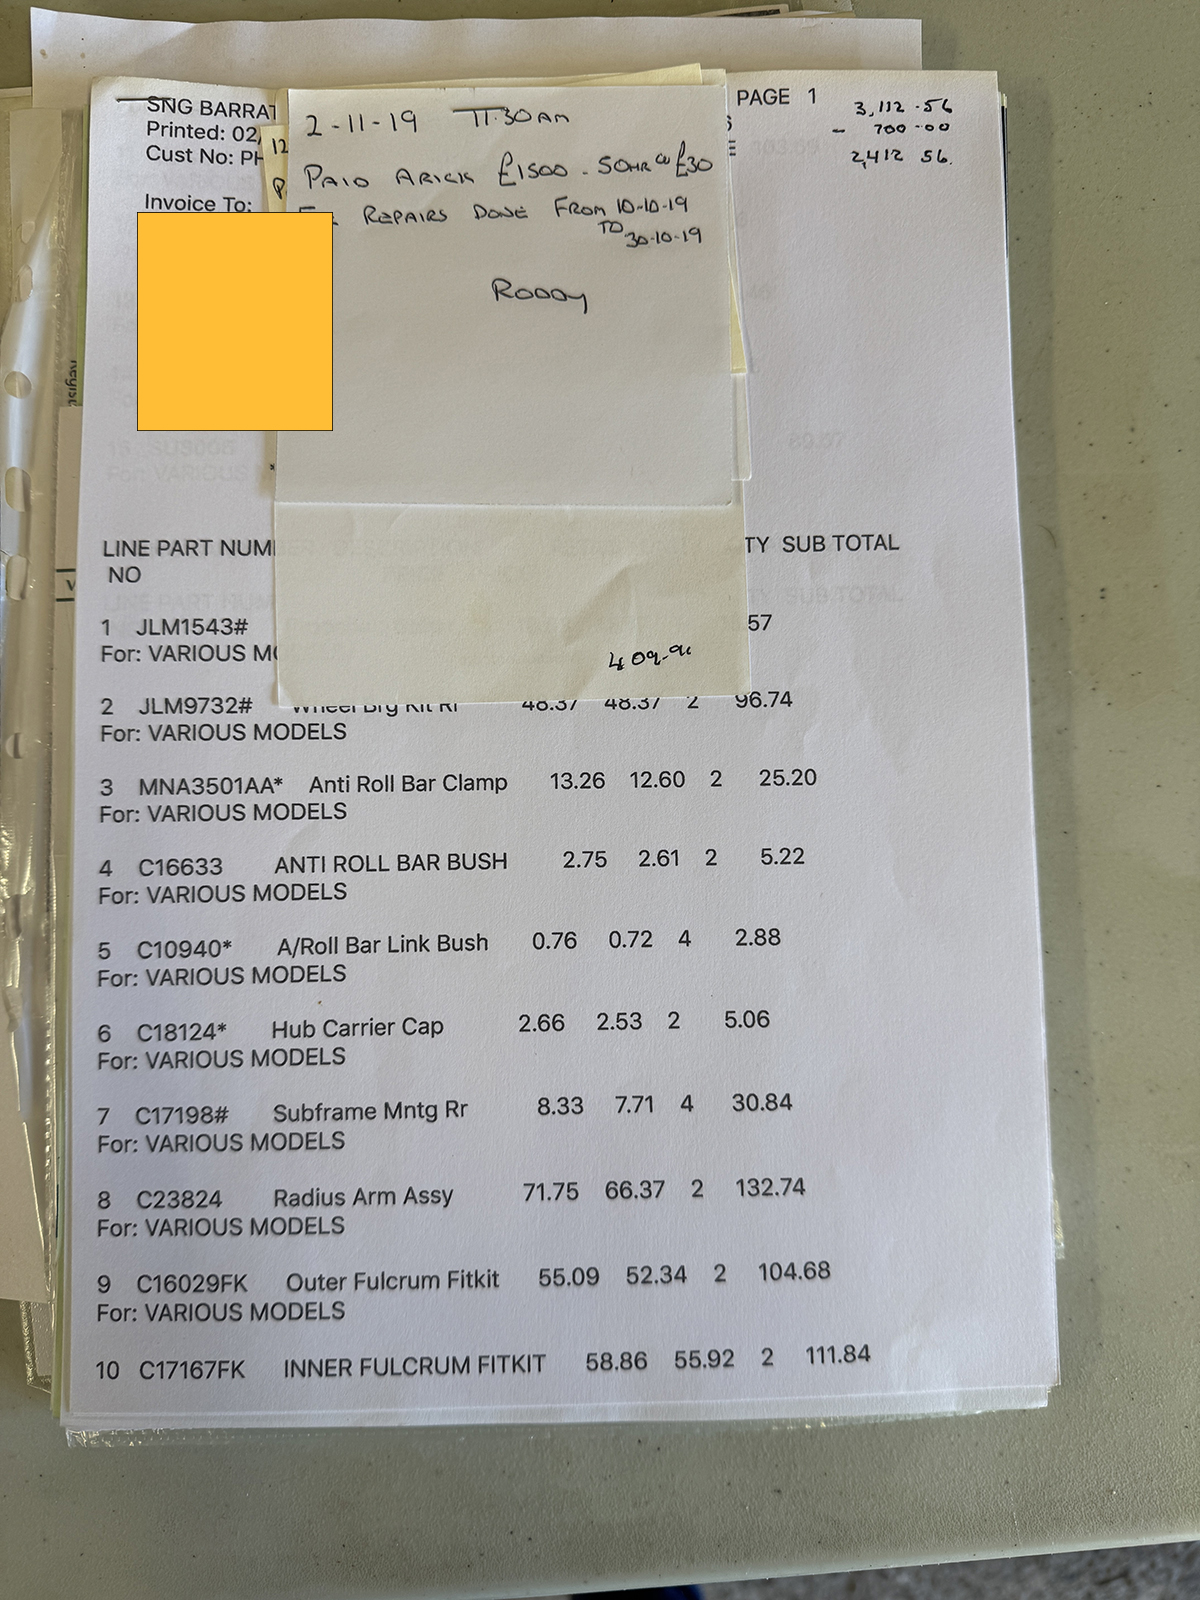 SNG BARRAT
PAGE 1
3,112.56
Printed: 02/
- 700.00
Cust No: PH
2,412 56.
Invoice To:
12
2-11-19 11.30AM
PAID ARICK £1500 - 50HR @ £30
REPAIRS DONE FROM 10-10-19
TO 30-10-19
RODDY
LINE PART NUM TY SUB TOTAL
NO
1 JLM1543# 57
For: VARIOUS MO
409.91
2 JLM9732# Wheel Brg Kit Rr 48.37 48.37 2 96.74
For: VARIOUS MODELS
3 MNA3501AA* Anti Roll Bar Clamp 13.26 12.60 2 25.20
For: VARIOUS MODELS
4 C16633 ANTI ROLL BAR BUSH 2.75 2.61 2 5.22
For: VARIOUS MODELS
5 C10940* A/Roll Bar Link Bush 0.76 0.72 4 2.88
For: VARIOUS MODELS
6 C18124* Hub Carrier Cap 2.66 2.53 2 5.06
For: VARIOUS MODELS
7 C17198# Subframe Mntg Rr 8.33 7.71 4 30.84
For: VARIOUS MODELS
8 C23824 Radius Arm Assy 71.75 66.37 2 132.74
For: VARIOUS MODELS
9 C16029FK Outer Fulcrum Fitkit 55.09 52.34 2 104.68
For: VARIOUS MODELS
10 C17167FK INNER FULCRUM FITKIT 58.86 55.92 2 111.84